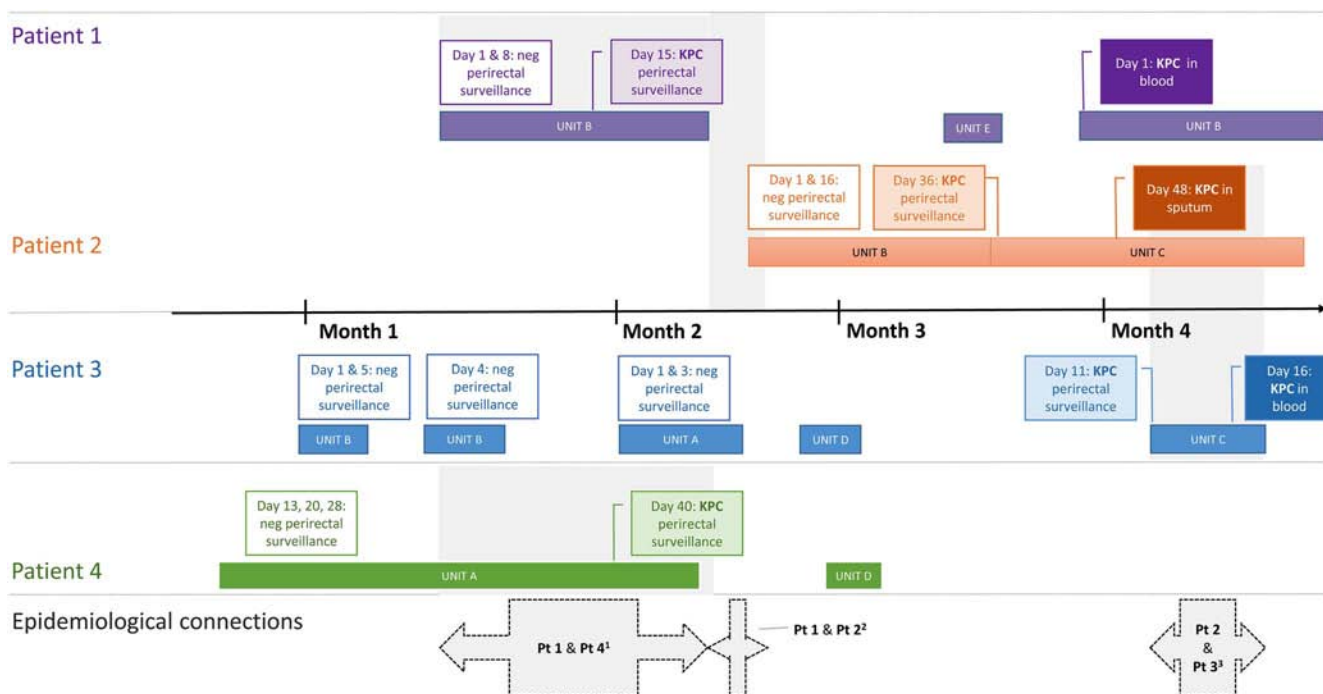 Patient 1
Day 1 & 8: neg
perirectal
surveillance
Day 15: KPC
perirectal
surveillance
Day 1: KPC in
blood
UNIT B
UNIT E
UNIT B
Patient 2
Day 1 & 16:
neg perirectal
surveillance
Day 36: KPC
perirectal
surveillance
Day 48: KPC in
sputum
UNIT B
UNIT C
Month 1
Month 2
Month 3
Month 4
Patient 3
Day 1 & 5: neg
perirectal
surveillance
Day 4: neg
perirectal
surveillance
Day 1 & 3: neg
perirectal
surveillance
Day 11: KPC
perirectal
surveillance
Day 16:
KPC in
blood
UNIT B
UNIT B
UNIT A
UNIT D
UNIT C
Patient 4
Day 13, 20, 28:
neg perirectal
surveillance
Day 40: KPC
perirectal
surveillance
UNIT A
UNIT D
Epidemiological connections
Pt 1 & Pt 4¹
Pt 1 & Pt 2²
Pt 2
&
Pt 3³